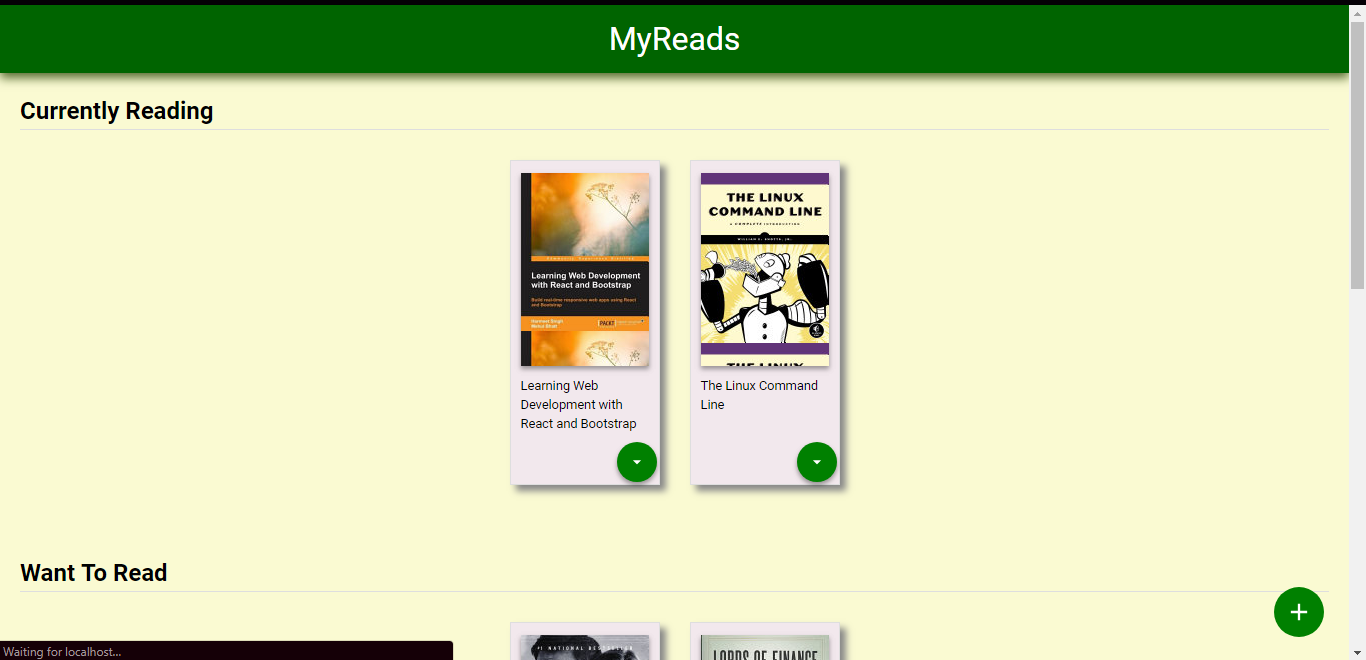 MyReads
Currently Reading
Learning Web Development
with React and Bootstrap
Build real-time responsive web apps using React
and Bootstrap
Harmeet Singh
Mehul Bhatt
PACKT
THE LINUX
COMMAND LINE
A COMPLETE INTRODUCTION
WILLIAM E. SHOTTS, JR.
THE LINUX
Learning Web
Development with
React and Bootstrap
The Linux Command
Line
Want To Read
#1 NATIONAL BESTSELLER
LORDS OF FINANCE
Waiting for localhost...